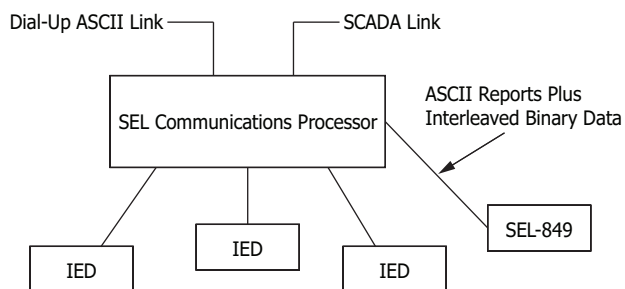 Dial-Up ASCII Link
SCADA Link
SEL Communications Processor
ASCII Reports Plus
Interleaved Binary Data
SEL-849
IED
IED
IED